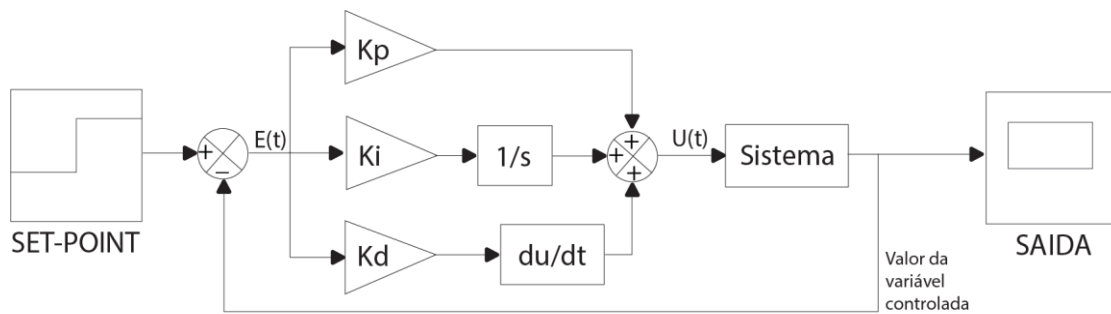 SET-POINT
+
−
E(t)
Kp
Ki
1/s
Kd
du/dt
+
+
+
U(t)
Sistema
Valor da
variável
controlada
SAIDA